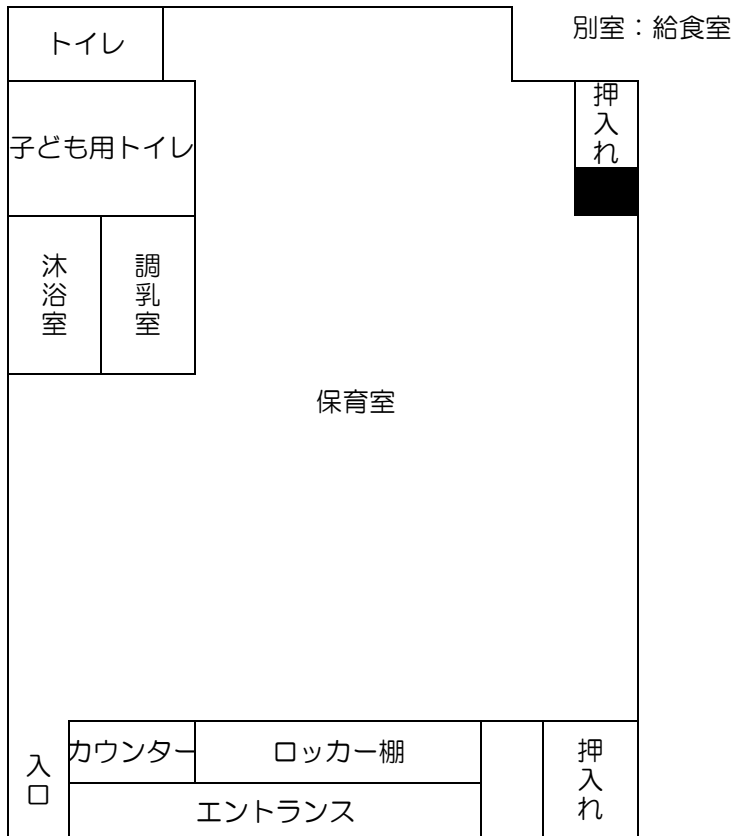 別室：給食室
トイレ
押入れ
子ども用トイレ
沐浴室
調乳室
保育室
カウンター
ロッカー棚
押入れ
入口
エントランス